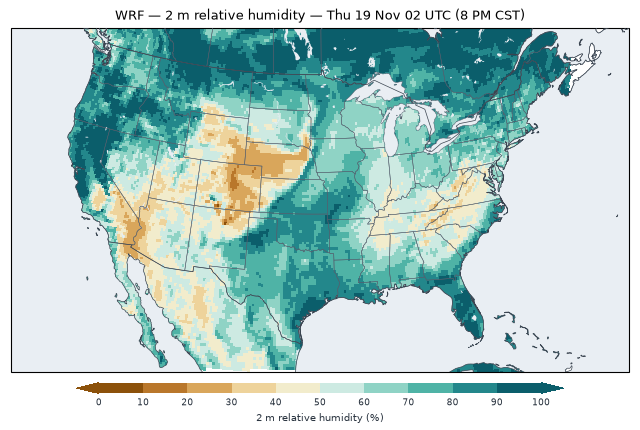 WRF — 2 m relative humidity — Thu 19 Nov 02 UTC (8 PM CST)
0 10 20 30 40 50 60 70 80 90 100
2 m relative humidity (%)